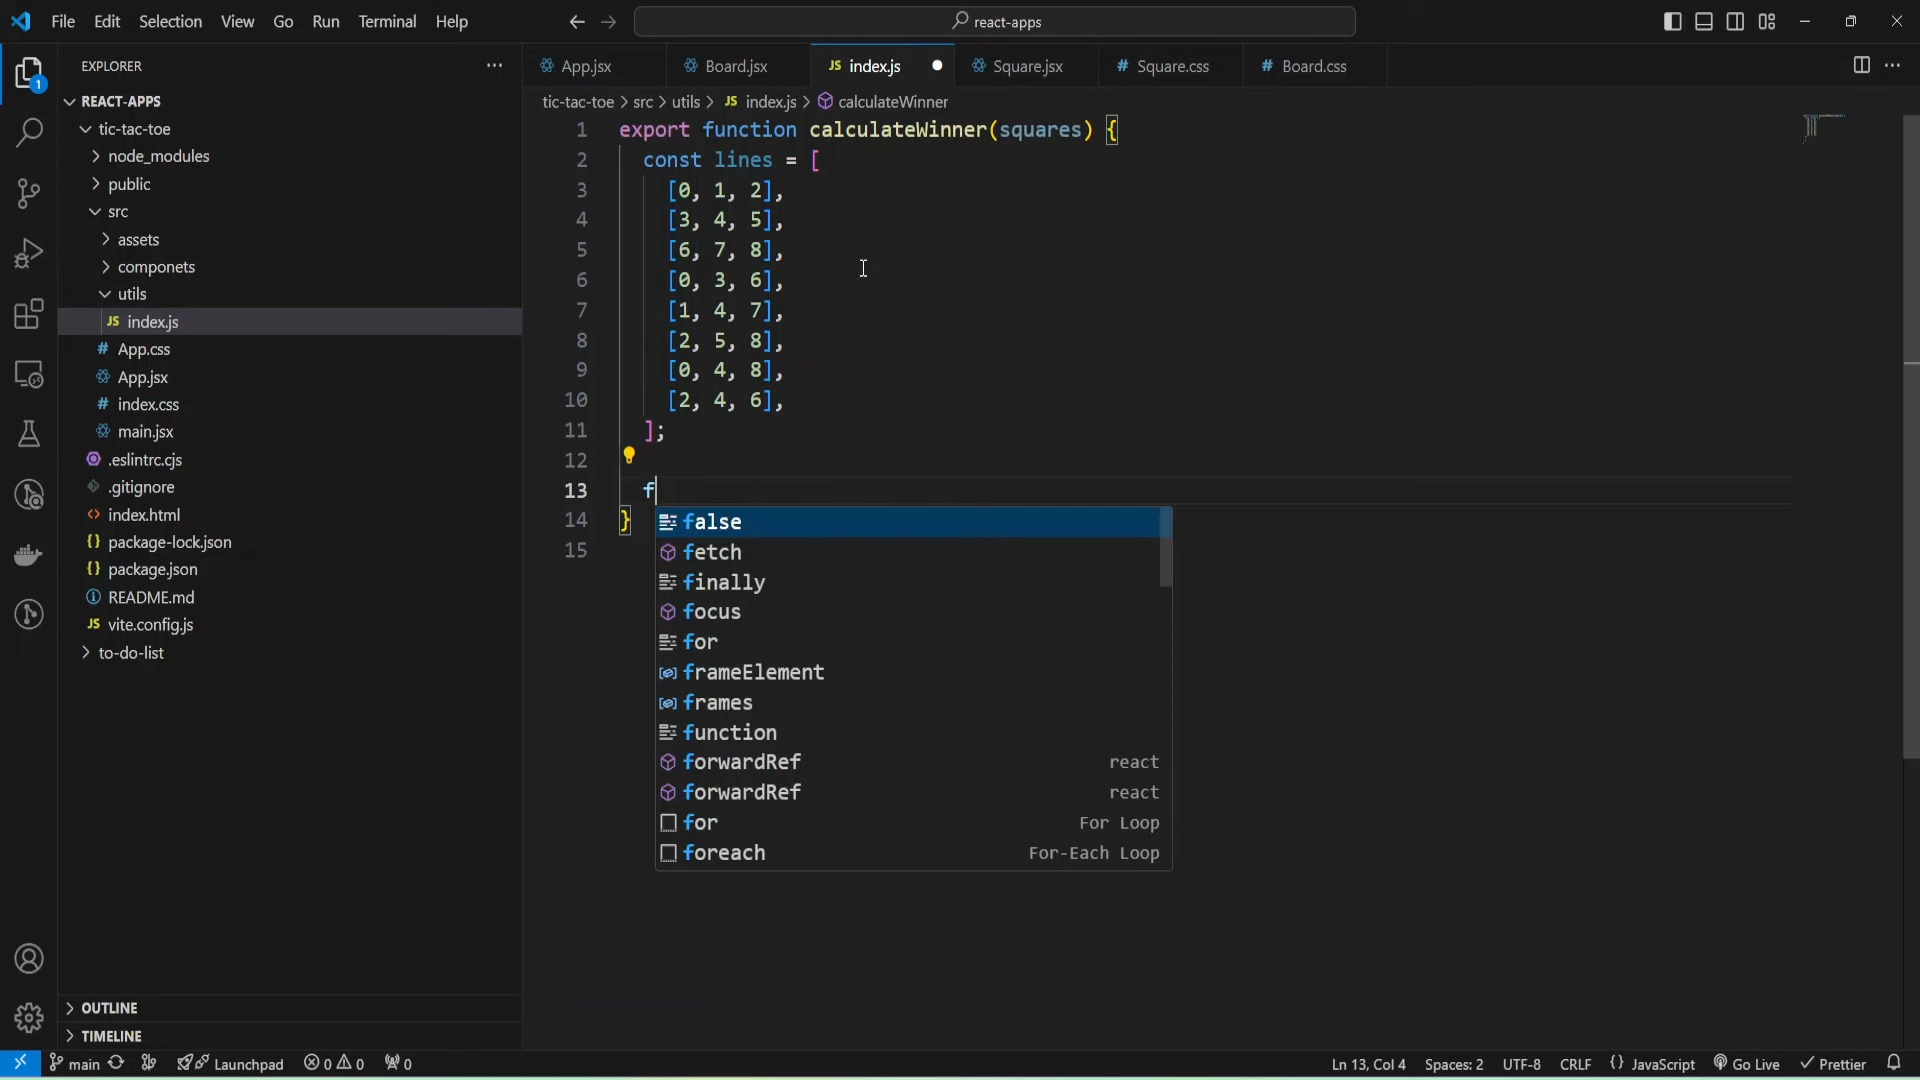 File Edit Selection View Go Run Terminal Help
react-apps
EXPLORER
REACT-APPS
tic-tac-toe
node_modules
public
src
assets
componets
utils
JS index.js
# App.css
App.jsx
# index.css
main.jsx
.eslintrc.cjs
.gitignore
<> index.html
{} package-lock.json
{} package.json
README.md
JS vite.config.js
to-do-list
OUTLINE
TIMELINE
1
App.jsx Board.jsx JS index.js Square.jsx # Square.css # Board.css
tic-tac-toe > src > utils > JS index.js > calculateWinner
1 export function calculateWinner(squares) {
2 const lines = [
3 [0, 1, 2],
4 [3, 4, 5],
5 [6, 7, 8],
6 [0, 3, 6],
7 [1, 4, 7],
8 [2, 5, 8],
9 [0, 4, 8],
10 [2, 4, 6],
11 ];
12
13 f
14 }
15
false
fetch
finally
focus
for
frameElement
frames
function
forwardRef react
forwardRef react
for For Loop
foreach For-Each Loop
main Launchpad 0 0 0 Ln 13, Col 4 Spaces: 2 UTF-8 CRLF {} JavaScript Go Live Prettier